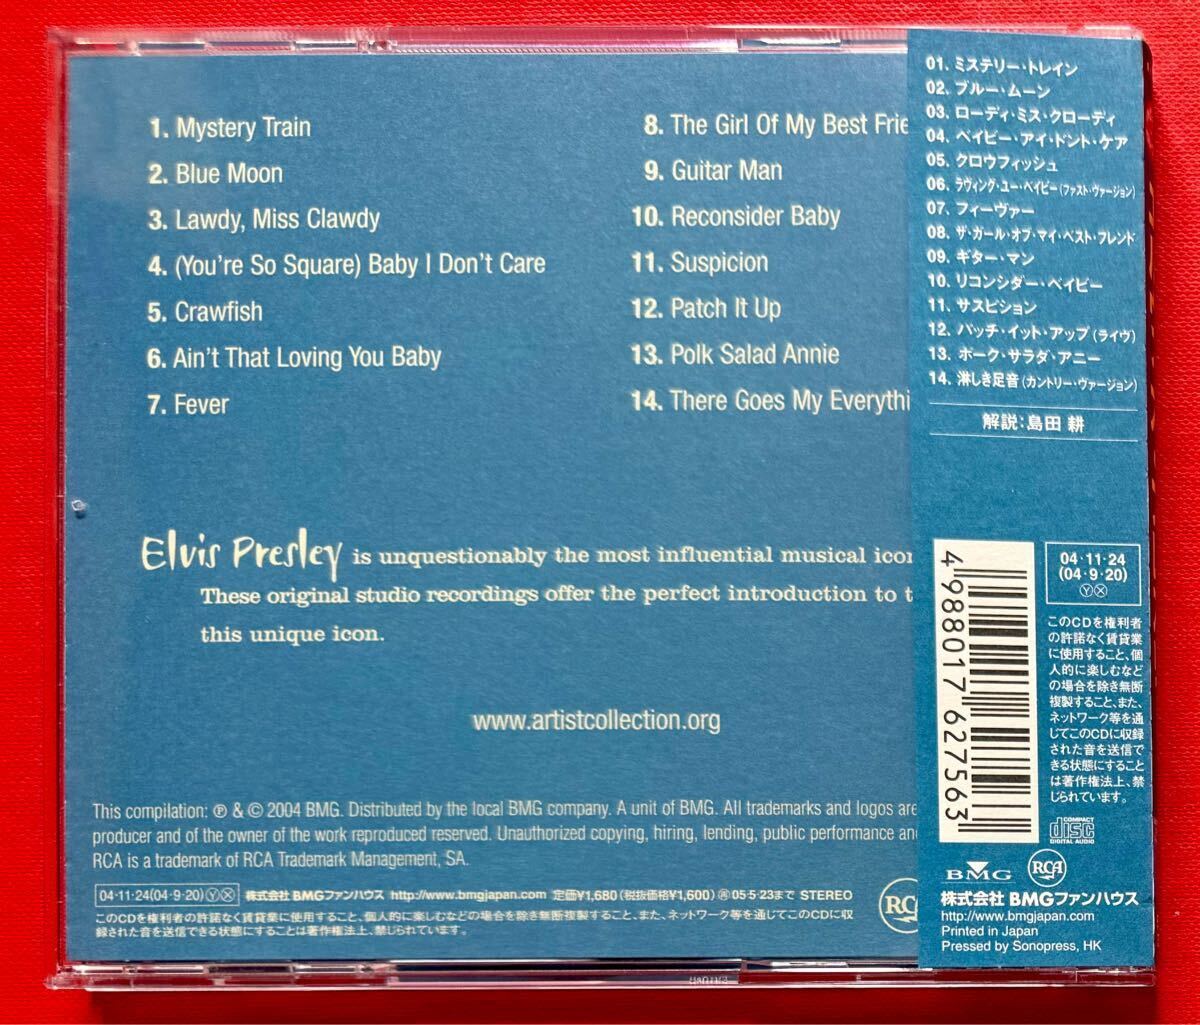 1. Mystery Train
2. Blue Moon
3. Lawdy, Miss Clawdy
4. (You're So Square) Baby I Don't Care
5. Crawfish
6. Ain't That Loving You Baby
7. Fever
8. The Girl Of My Best Frie
9. Guitar Man
10. Reconsider Baby
11. Suspicion
12. Patch It Up
13. Polk Salad Annie
14. There Goes My Everythi
Elvis Presley is unquestionably the most influential musical icon
These original studio recordings offer the perfect introduction to t
this unique icon.
www.artistcollection.org
This compilation: ℗ & © 2004 BMG. Distributed by the local BMG company. A unit of BMG. All trademarks and logos are
producer and of the owner of the work reproduced reserved. Unauthorized copying, hiring, lending, public performance and
RCA is a trademark of RCA Trademark Management, SA.
04·11·24(04·9·20)ⓎⓍ 株式会社 BMGファンハウス http://www.bmgjapan.com 定価¥1,680(税抜価格¥1,600)㋐05·5·23まで STEREO
このCDを権利者の許諾なく賃貸業に使用すること、個人的に楽しむなどの場合を除き無断複製すること、また、ネットワーク等を通じてこのCDに収
録された音を送信できる状態にすることは著作権法上、禁じられています。
RCA
01. ミステリー・トレイン
02. ブルー・ムーン
03. ローディ・ミス・クローディ
04. ベイビー・アイ・ドント・ケア
05. クロウフィッシュ
06. ラヴィング・ユー・ベイビー(ファスト・ヴァージョン)
07. フィーヴァー
08. ザ・ガール・オブ・マイ・ベスト・フレンド
09. ギター・マン
10. リコンシダー・ベイビー
11. サスピション
12. パッチ・イット・アップ(ライヴ)
13. ポーク・サラダ・アニー
14. 淋しき足音(カントリー・ヴァージョン)
解説:島田 耕
4988017627563
04·11·24
(04·9·20)
ⓎⓍ
このCDを権利者
の許諾なく賃貸業
に使用すること、個
人的に楽しむなど
の場合を除き無断
複製すること、また、
ネットワーク等を通
じてこのCDに収録
された音を送信で
きる状態にすること
は著作権法上、禁
じられています。
COMPACT
disc
DIGITAL AUDIO
BMG RCA
株式会社 BMGファンハウス
http://www.bmgjapan.com
Printed in Japan
Pressed by Sonopress, HK